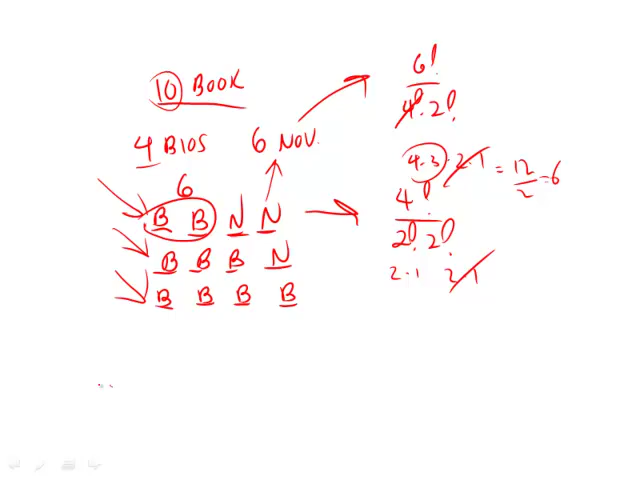 10 BOOK
4 BIOS 6 NOV.
6
B B N N
B B B N
B B B B
6!
4! 2!
4·3·2·1 = 12/2 = 6
4!
2! 2!
2·1 2·1